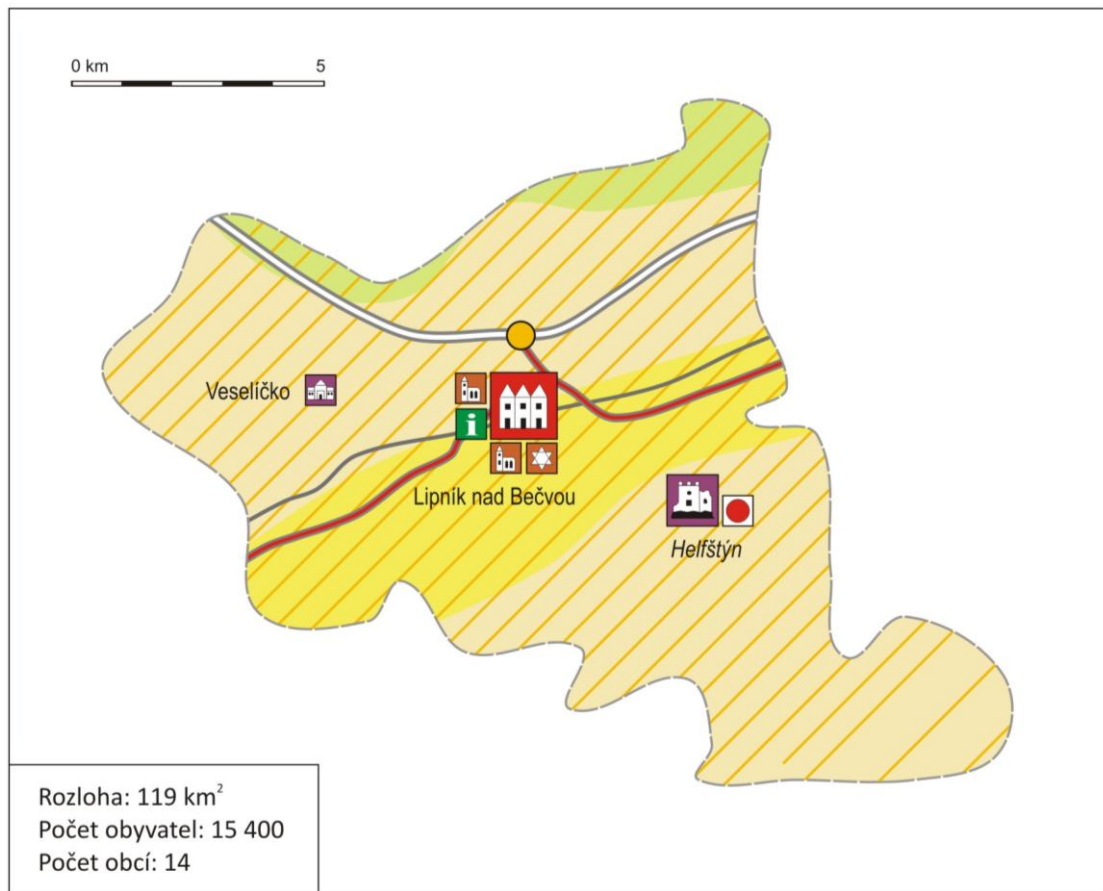 0 km 5
Veselíčko
i
Lipník nad Bečvou
Helfštýn
Rozloha: 119 km²
Počet obyvatel: 15 400
Počet obcí: 14